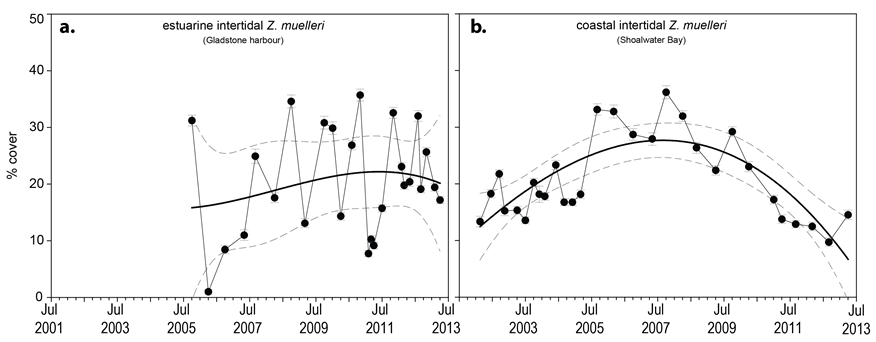 50
40
30
20
10
0
% cover
a.
estuarine intertidal Z. muelleri
(Gladstone harbour)
Jul
2001
Jul
2003
Jul
2005
Jul
2007
Jul
2009
Jul
2011
Jul
2013
b.
coastal intertidal Z. muelleri
(Shoalwater Bay)
Jul
2003
Jul
2005
Jul
2007
Jul
2009
Jul
2011
Jul
2013